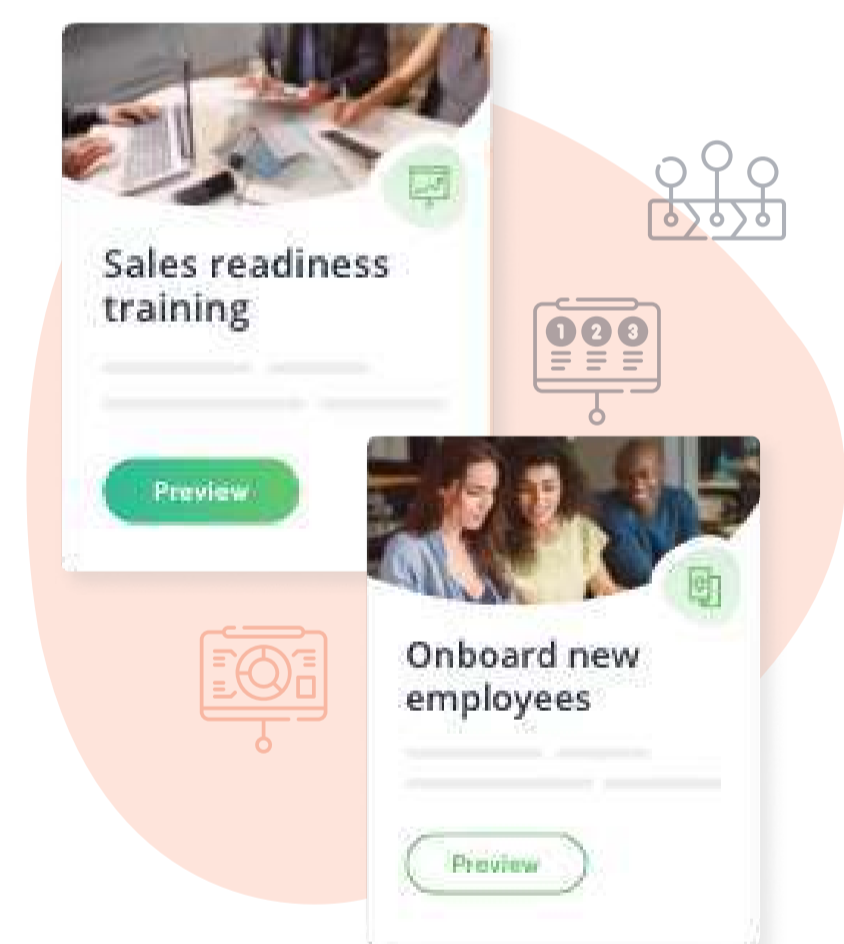 Sales readiness
training
Preview
1 2 3
Onboard new
employees
Preview